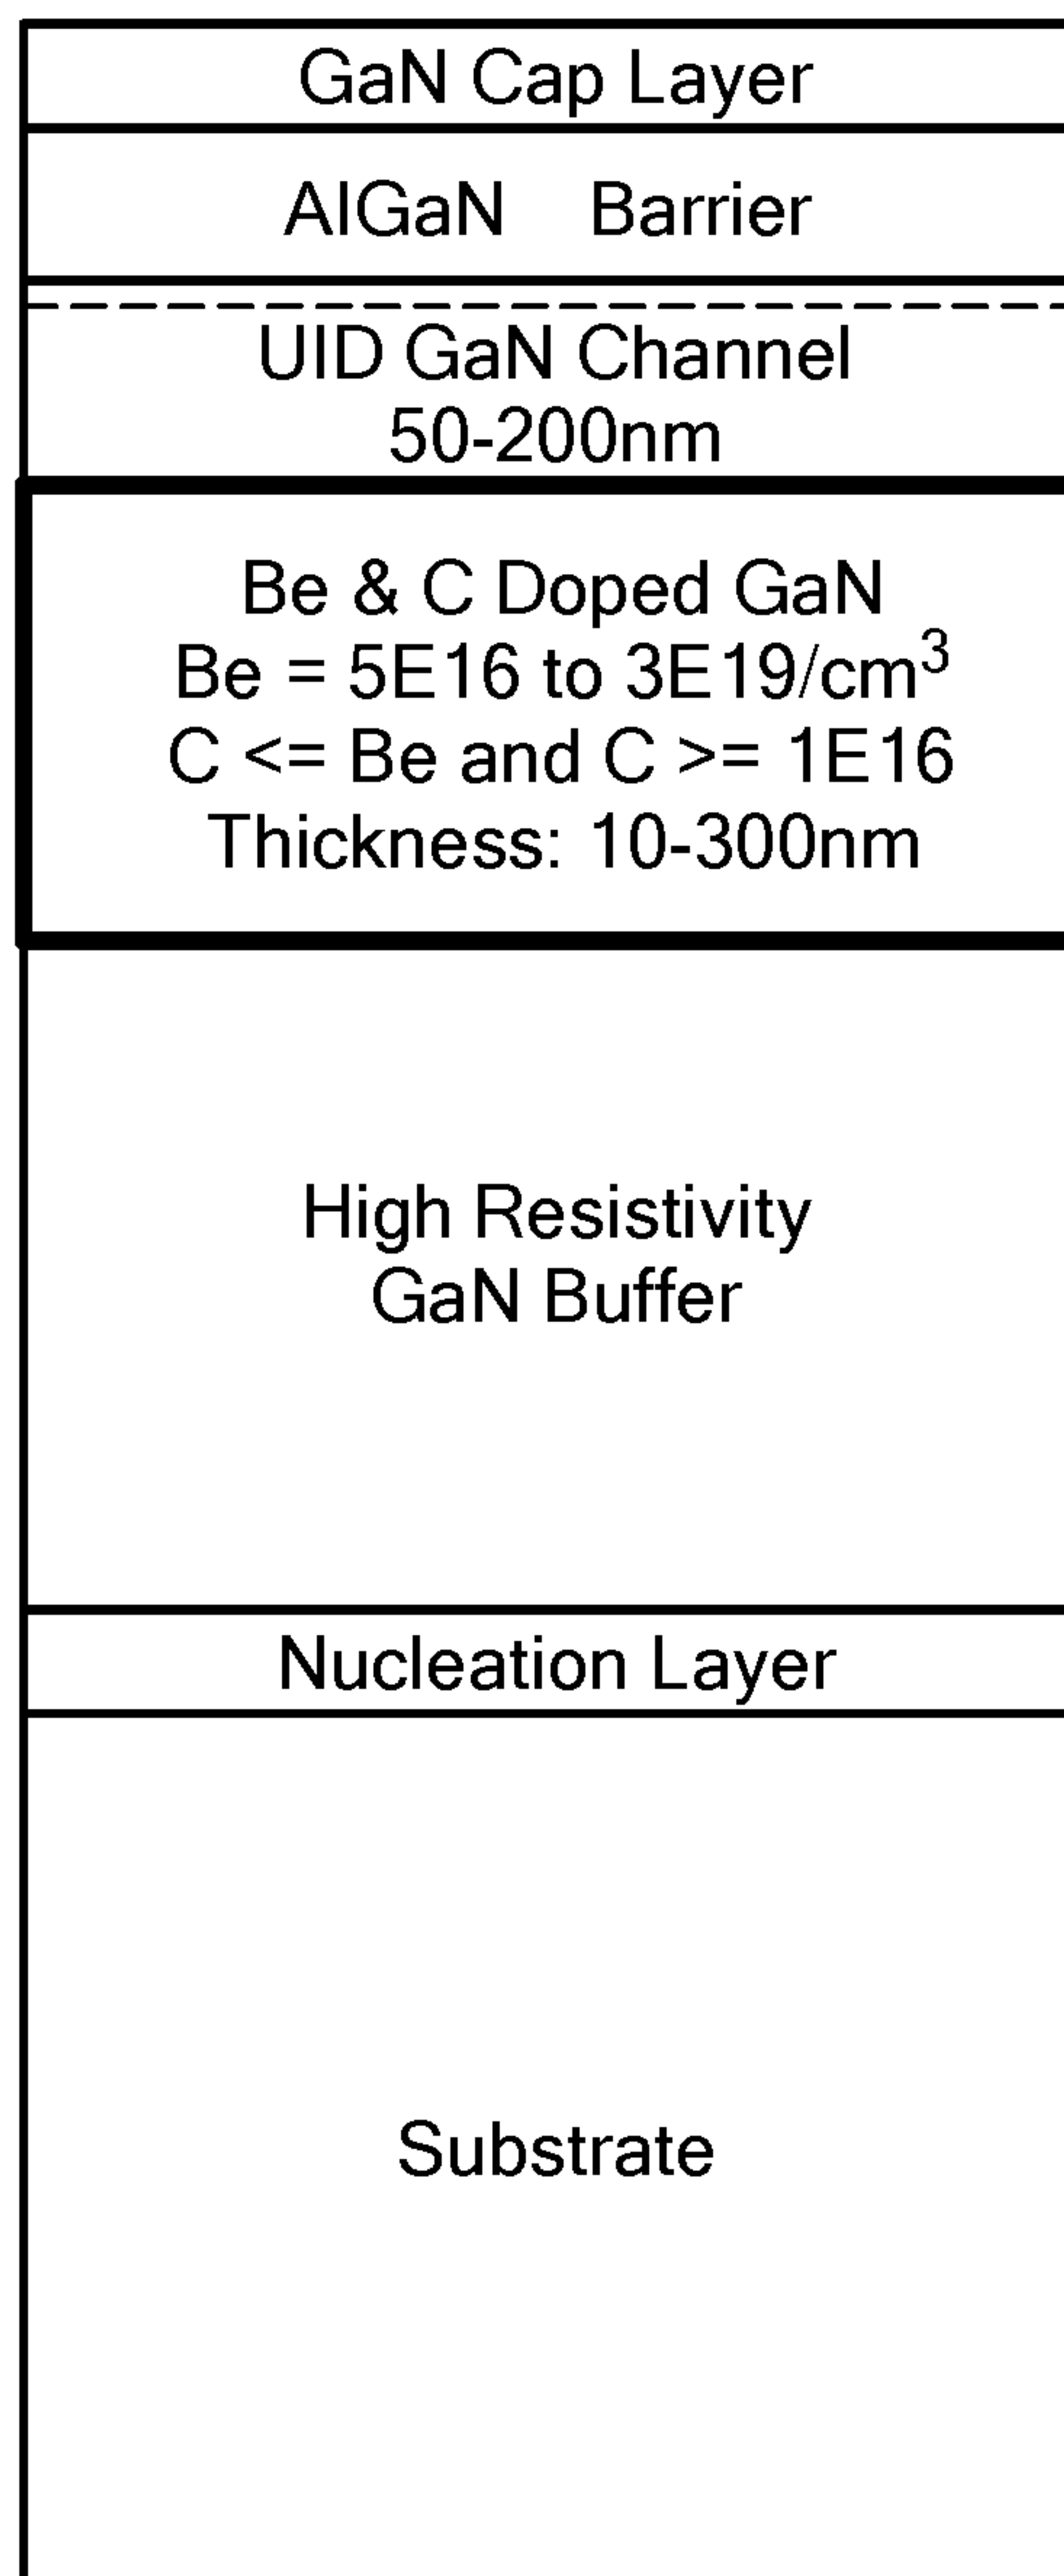 GaN Cap Layer
AlGaN Barrier
UID GaN Channel
50-200nm
Be & C Doped GaN
Be = 5E16 to 3E19/cm³
C <= Be and C >= 1E16
Thickness: 10-300nm
High Resistivity
GaN Buffer
Nucleation Layer
Substrate